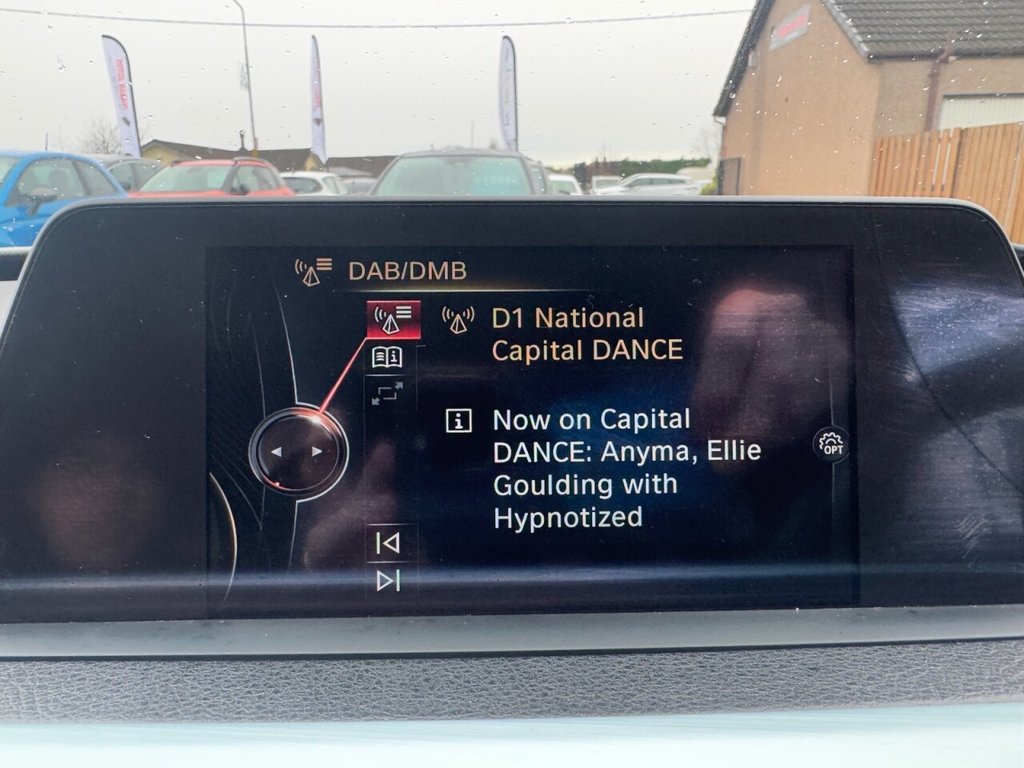 DAB/DMB
D1 National
Capital DANCE
Now on Capital
DANCE: Anyma, Ellie
Goulding with
Hypnotized
OPT